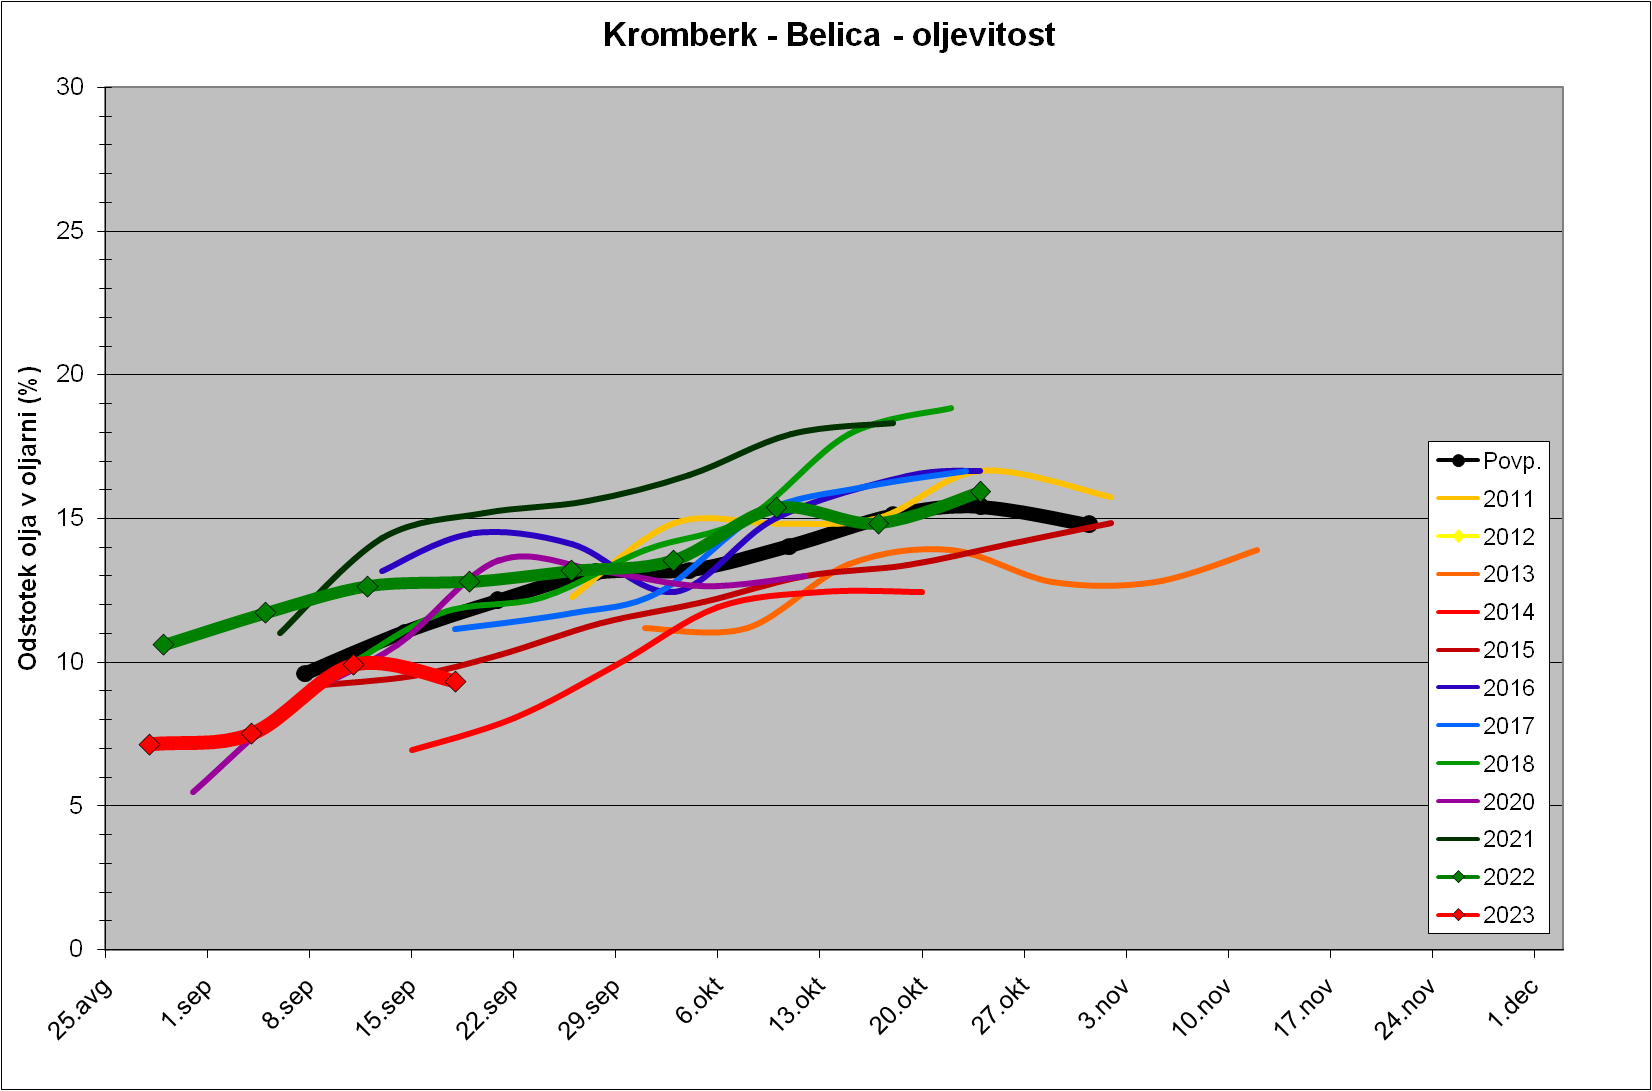 Kromberk - Belica - oljevitost
Odstotek olja v oljarni (%)
30
25
20
15
10
5
0
25.avg
1.sep
8.sep
15.sep
22.sep
29.sep
6.okt
13.okt
20.okt
27.okt
3.nov
10.nov
17.nov
24.nov
1.dec
Povp.
2011
2012
2013
2014
2015
2016
2017
2018
2020
2021
2022
2023